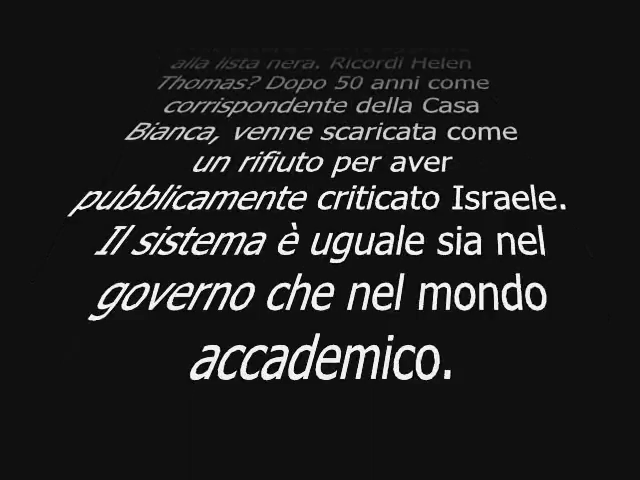 alla lista nera. Ricordi Helen
Thomas? Dopo 50 anni come
corrispondente della Casa
Bianca, venne scaricata come
un rifiuto per aver
pubblicamente criticato Israele.
Il sistema è uguale sia nel
governo che nel mondo
accademico.